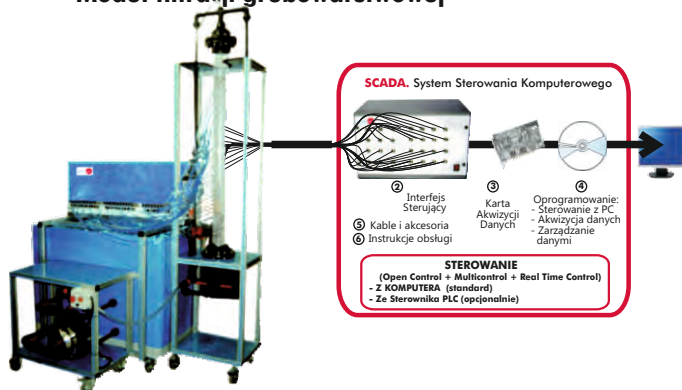 SCADA. System Sterowania Komputerowego
② Interfejs
Sterujący
③ Karta
Akwizycji
Danych
④ Oprogramowanie:
- Sterowanie z PC
- Akwizycja danych
- Zarządzanie
danymi
⑤ Kable i akcesoria
⑥ Instrukcje obsługi
STEROWANIE
(Open Control + Multicontrol + Real Time Control)
- Z KOMPUTERA (standard)
- Ze Sterownika PLC (opcjonalnie)